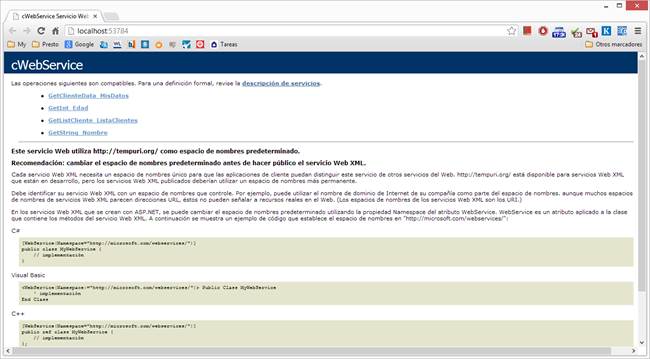 cWebService Servicio Web
localhost:53784
My
Presto
Google
Tareas
Otros marcadores
cWebService
Las operaciones siguientes son compatibles. Para una definición formal, revise la descripción de servicios.
GetClienteData_MisDatos
GetInt_Edad
GetListCliente_ListaClientes
GetString_Nombre
Este servicio Web utiliza http://tempuri.org/ como espacio de nombres predeterminado.
Recomendación: cambiar el espacio de nombres predeterminado antes de hacer público el servicio Web XML.
Cada servicio Web XML necesita un espacio de nombres único para que las aplicaciones de cliente puedan distinguir este servicio de otros servicios del Web. http://tempuri.org/ está disponible para servicios Web XML
que están en desarrollo, pero los servicios Web XML publicados deberían utilizar un espacio de nombres más permanente.
Debe identificar su servicio Web XML con un espacio de nombres que controle. Por ejemplo, puede utilizar el nombre de dominio de Internet de su compañía como parte del espacio de nombres. aunque muchos espacios
de nombres de servicios Web XML parecen dirección URL, éstos no pueden señalar a recursos reales en el Web. (Los espacios de nombres de los servicios Web XML son los URI.)
En los servicios Web XML que se crean con ASP.NET, se puede cambiar el espacio de nombres predeterminado utilizando la propiedad Namespace del atributo WebService. WebService es un atributo aplicado a la clase
que contiene los métodos del servicio Web XML. A continuación se muestra un ejemplo de código que establece el espacio de nombres en "http://microsoft.com/webservices/":
C#
[WebService(Namespace="http://microsoft.com/webservices/")]
public class MyWebService {
// implementación
}
Visual Basic
<WebService(Namespace:="http://microsoft.com/webservices/")> Public Class MyWebService
' implementación
End Class
C++
[WebService(Namespace="http://microsoft.com/webservices/")]
public ref class MyWebService {
// implementación
};